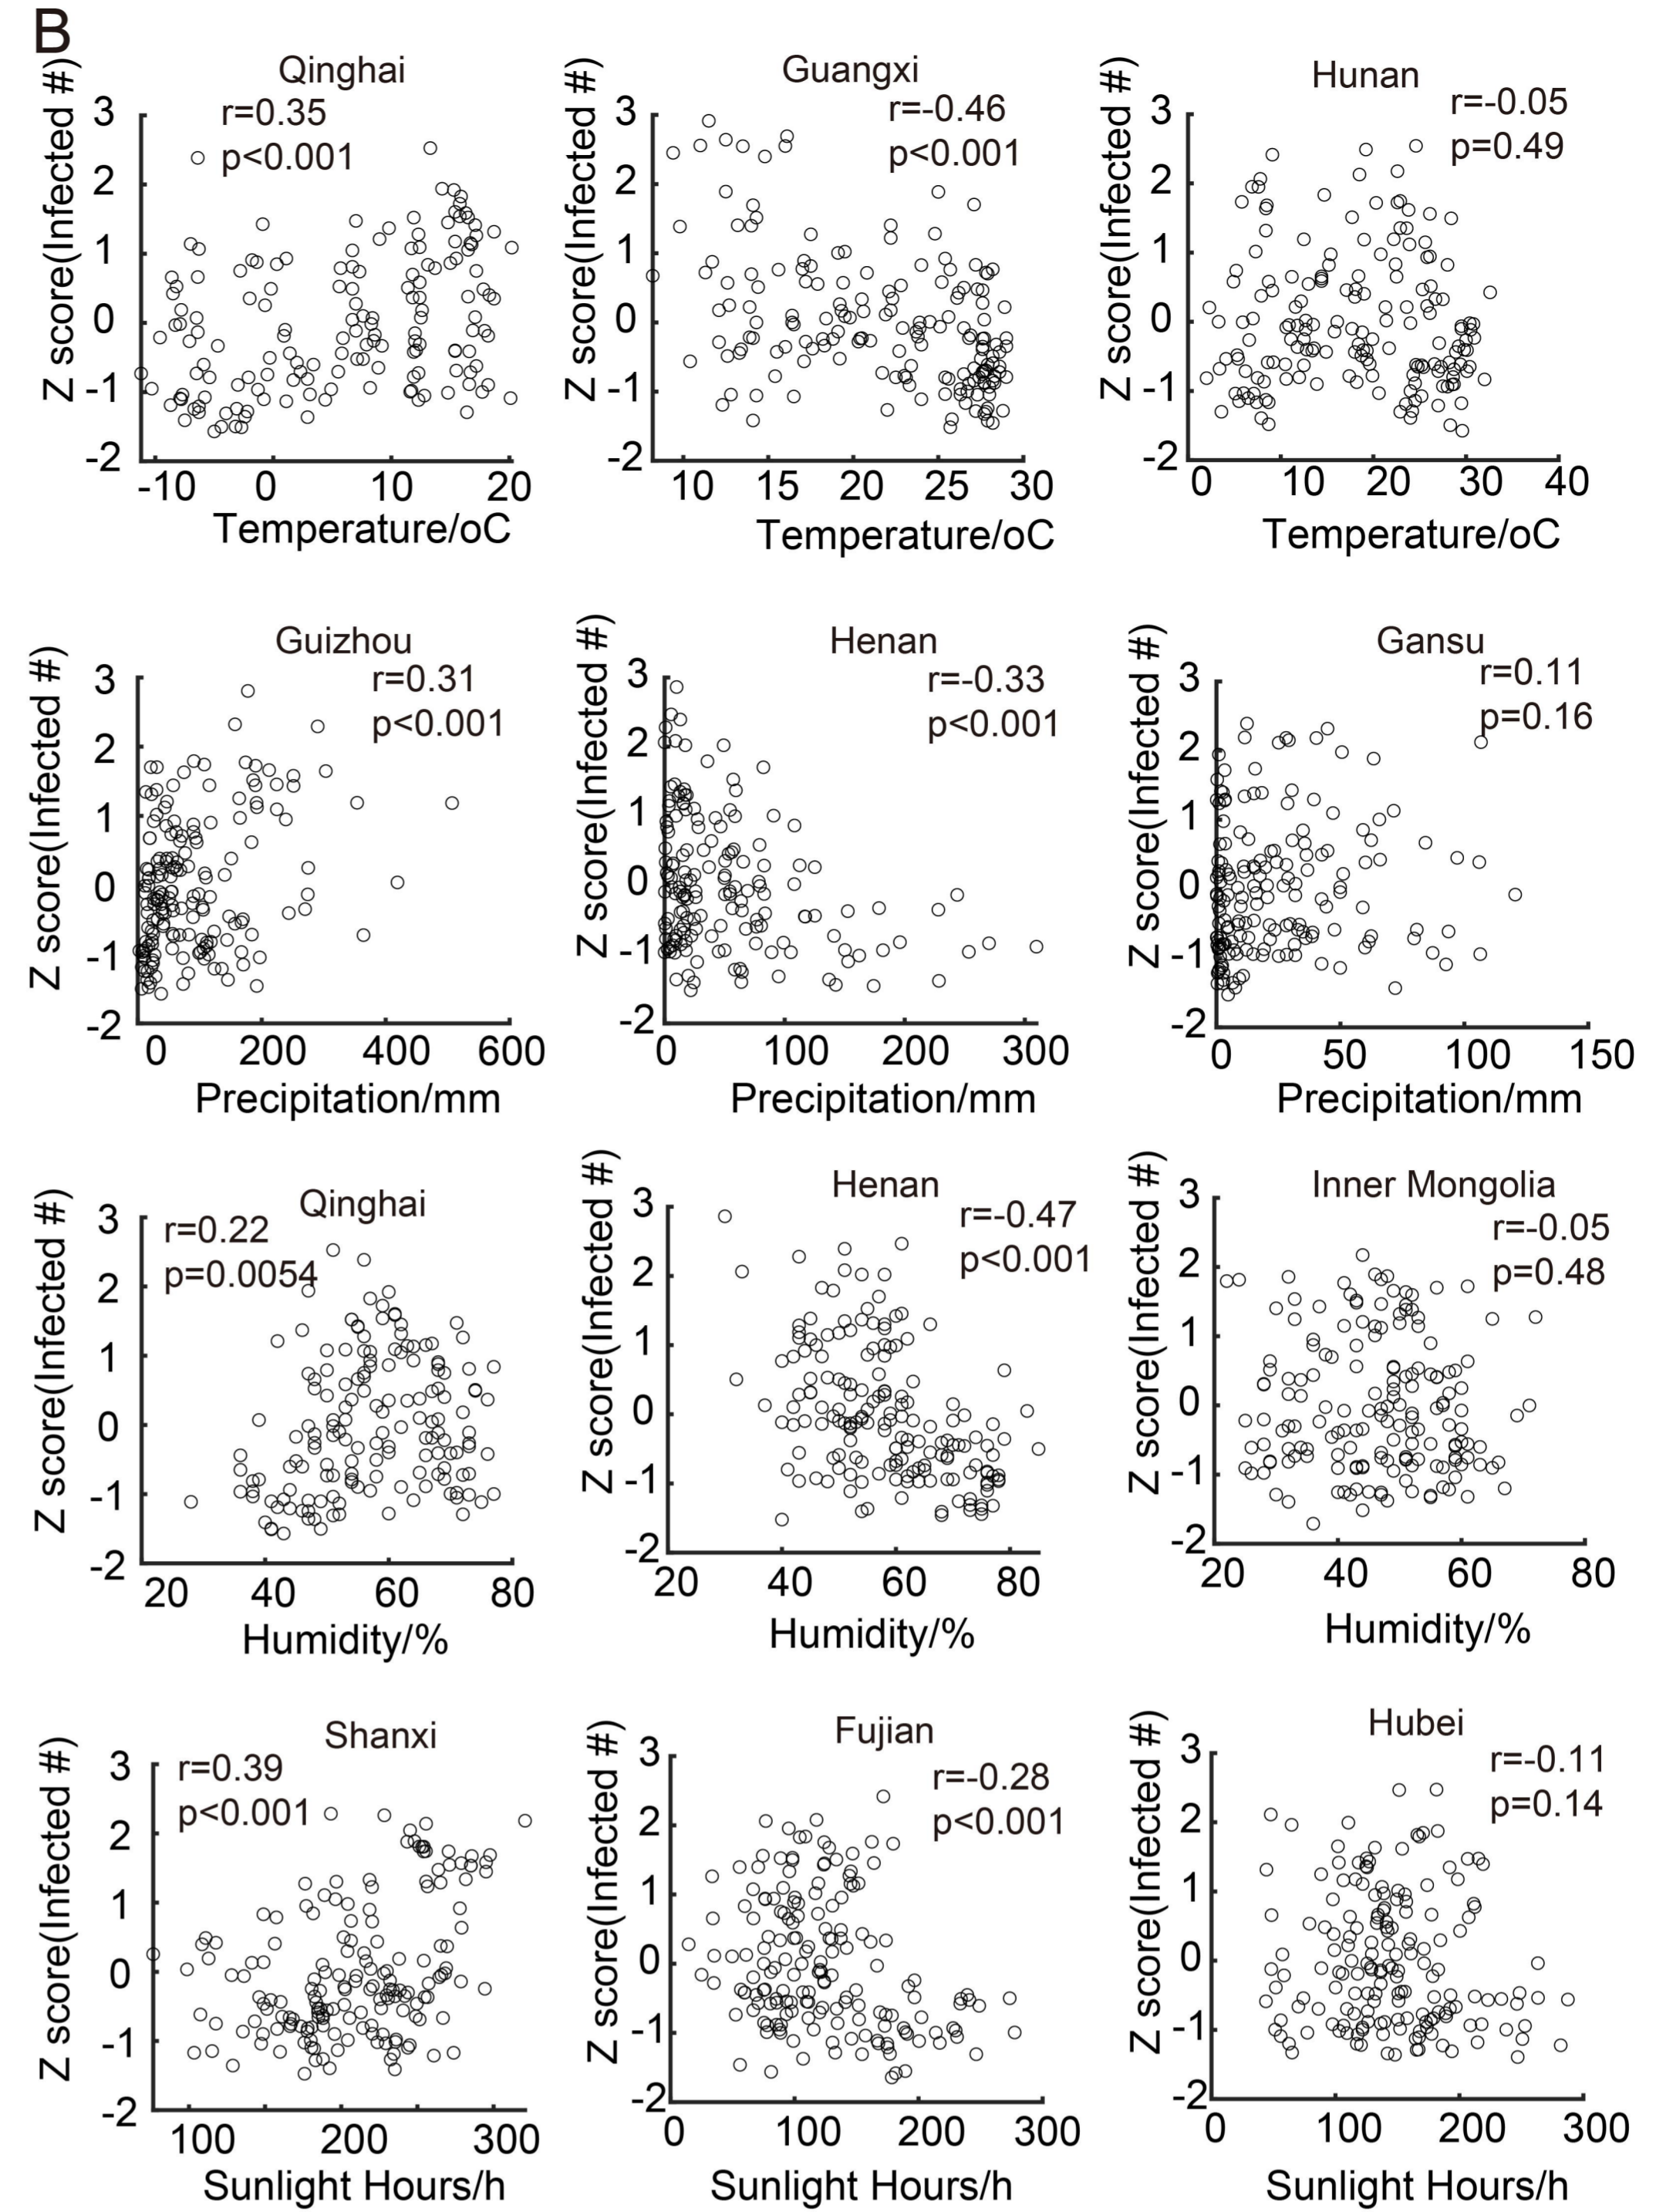 B
Qinghai
r=0.35
p<0.001
Z score(Infected #)
3
2
1
0
-1
-2
-10 0 10 20
Temperature/oC
Guangxi
r=-0.46
p<0.001
Z score(Infected #)
3
2
1
0
-1
-2
10 15 20 25 30
Temperature/oC
Hunan
r=-0.05
p=0.49
Z score(Infected #)
3
2
1
0
-1
-2
0 10 20 30 40
Temperature/oC
Guizhou
r=0.31
p<0.001
Z score(Infected #)
3
2
1
0
-1
-2
0 200 400 600
Precipitation/mm
Henan
r=-0.33
p<0.001
Z score(Infected #)
3
2
1
0
-1
-2
0 100 200 300
Precipitation/mm
Gansu
r=0.11
p=0.16
Z score(Infected #)
3
2
1
0
-1
-2
0 50 100 150
Precipitation/mm
Qinghai
r=0.22
p=0.0054
Z score(Infected #)
3
2
1
0
-1
-2
20 40 60 80
Humidity/%
Henan
r=-0.47
p<0.001
Z score(Infected #)
3
2
1
0
-1
-2
20 40 60 80
Humidity/%
Inner Mongolia
r=-0.05
p=0.48
Z score(Infected #)
3
2
1
0
-1
-2
20 40 60 80
Humidity/%
Shanxi
r=0.39
p<0.001
Z score(Infected #)
3
2
1
0
-1
-2
100 200 300
Sunlight Hours/h
Fujian
r=-0.28
p<0.001
Z score(Infected #)
3
2
1
0
-1
-2
0 100 200 300
Sunlight Hours/h
Hubei
r=-0.11
p=0.14
Z score(Infected #)
3
2
1
0
-1
-2
0 100 200 300
Sunlight Hours/h